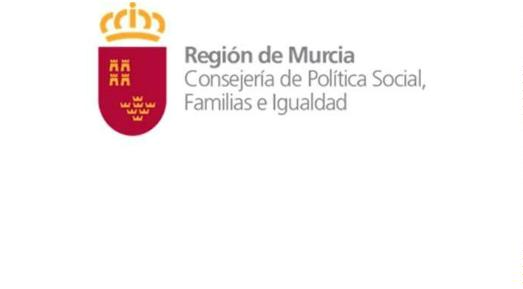 Región de Murcia
Consejería de Política Social,
Familias e Igualdad